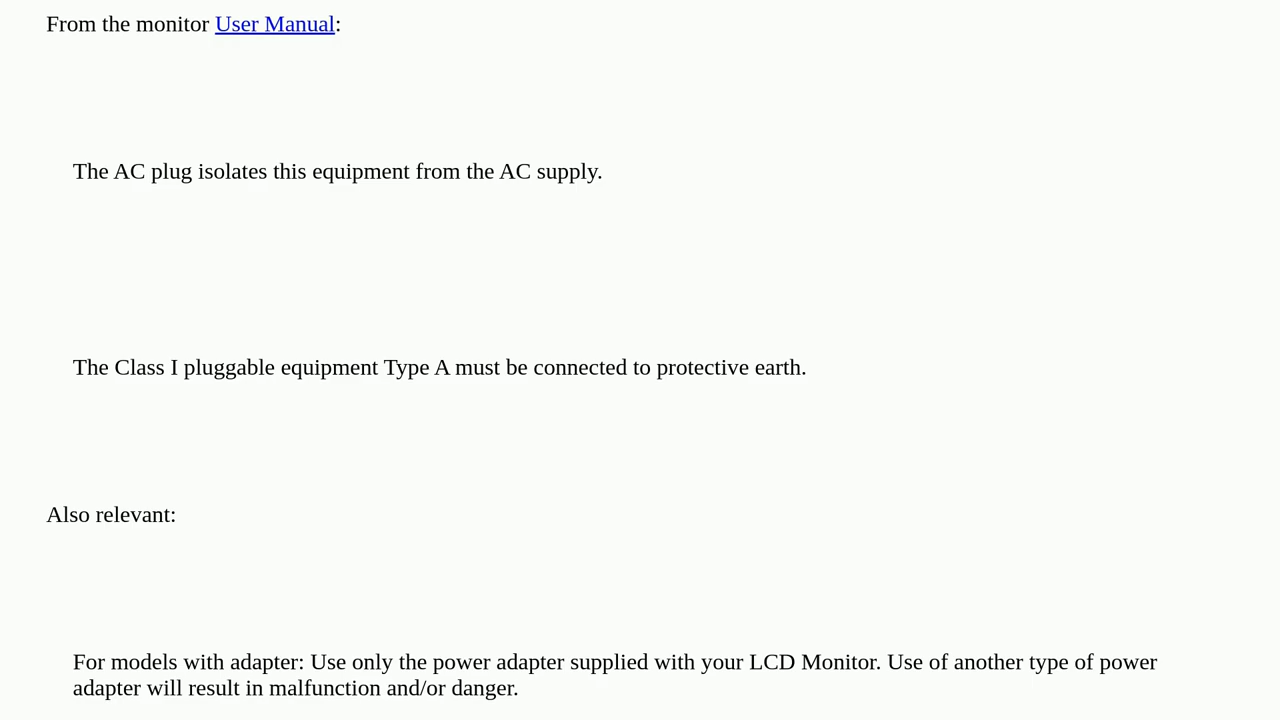 From the monitor User Manual:
The AC plug isolates this equipment from the AC supply.
The Class I pluggable equipment Type A must be connected to protective earth.
Also relevant:
For models with adapter: Use only the power adapter supplied with your LCD Monitor. Use of another type of power
adapter will result in malfunction and/or danger.